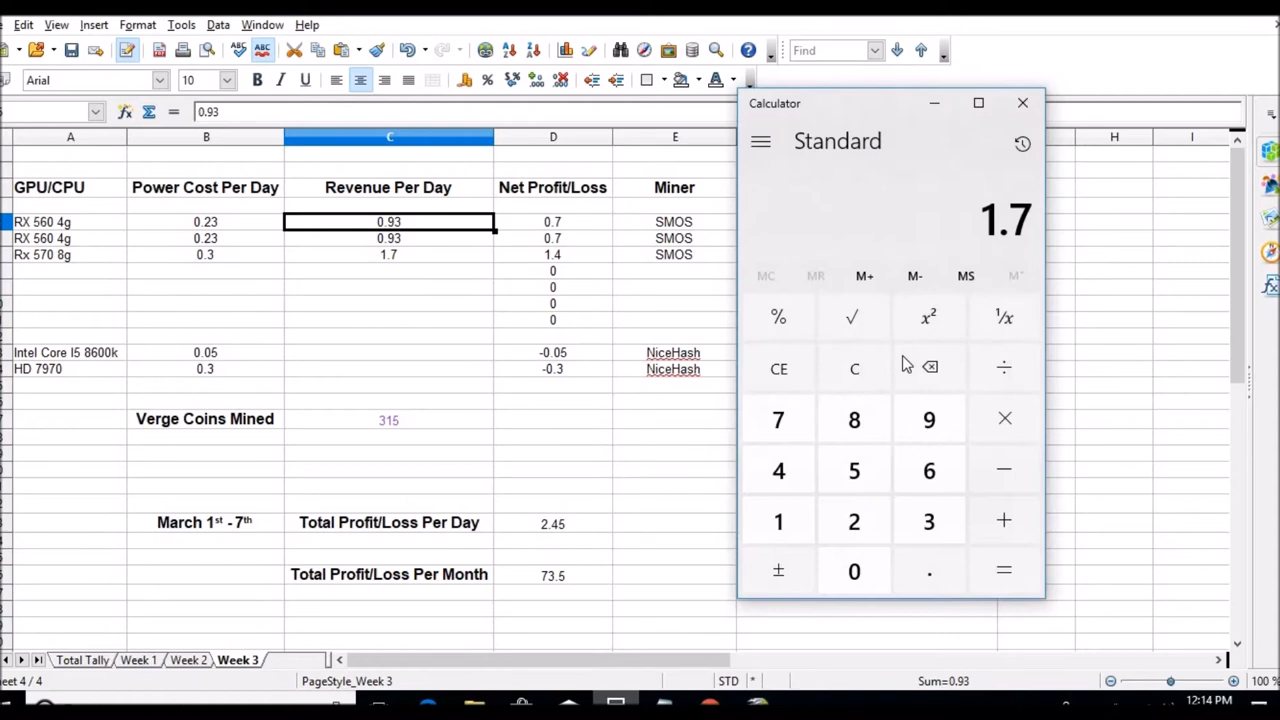 Edit View Insert Format Tools Data Window Help
Find
Arial 10 B I U
0.93
A B C D E H I
GPU/CPU Power Cost Per Day Revenue Per Day Net Profit/Loss Miner
RX 560 4g 0.23 0.93 0.7 SMOS
RX 560 4g 0.23 0.93 0.7 SMOS
Rx 570 8g 0.3 1.7 1.4 SMOS
0
0
0
0
Intel Core I5 8600k 0.05 -0.05 NiceHash
HD 7970 0.3 -0.3 NiceHash
Verge Coins Mined 315
March 1st - 7th Total Profit/Loss Per Day 2.45
Total Profit/Loss Per Month 73.5
Calculator
Standard
1.7
MC MR M+ M- MS M˅
% √ x² ¹/x
CE C ÷
7 8 9 ×
4 5 6 −
1 2 3 +
± 0 . =
Total Tally Week 1 Week 2 Week 3
heet 4 / 4 PageStyle_Week 3 STD * Sum=0.93 100 %
12:14 PM